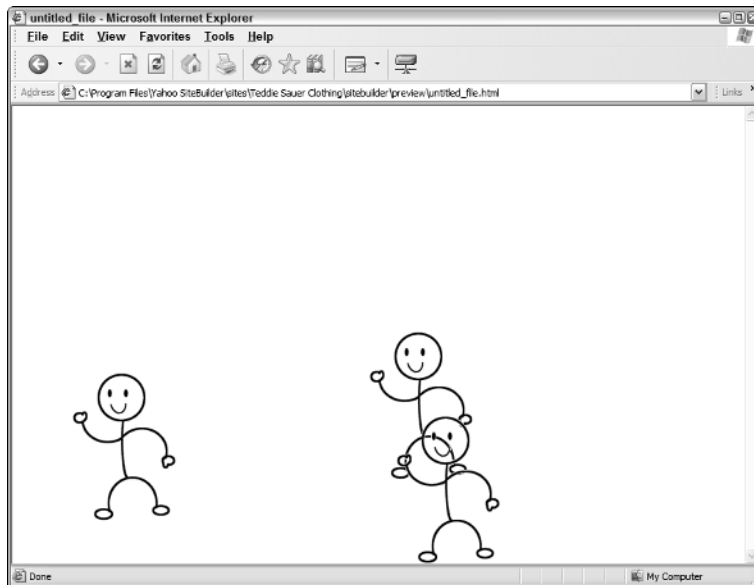 untitled_file - Microsoft Internet Explorer
File Edit View Favorites Tools Help
Address C:\Program Files\Yahoo SiteBuilder\sites\Teddie Sauer Clothing\sitebuilder\preview\untitled_file.html Links
Done My Computer